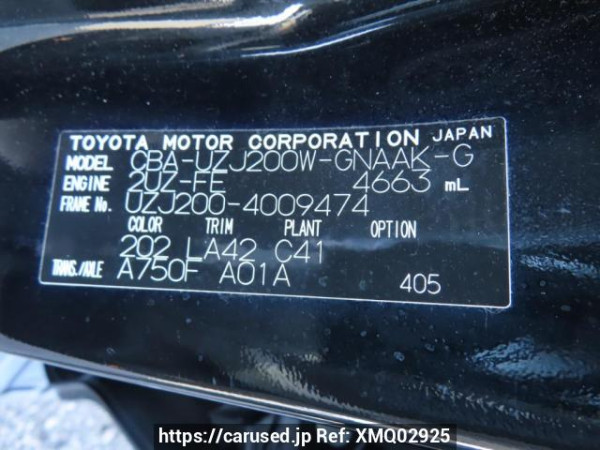 TOYOTA MOTOR CORPORATION JAPAN
MODEL CBA-UZJ200W-GNAAK-G
ENGINE 2UZ-FE 4663 mL
FRAME No. UZJ200-4009474
COLOR TRIM PLANT OPTION
202 LA42 C41
TRANS./AXLE A750F A01A 405
https://carused.jp Ref: XMQ02925